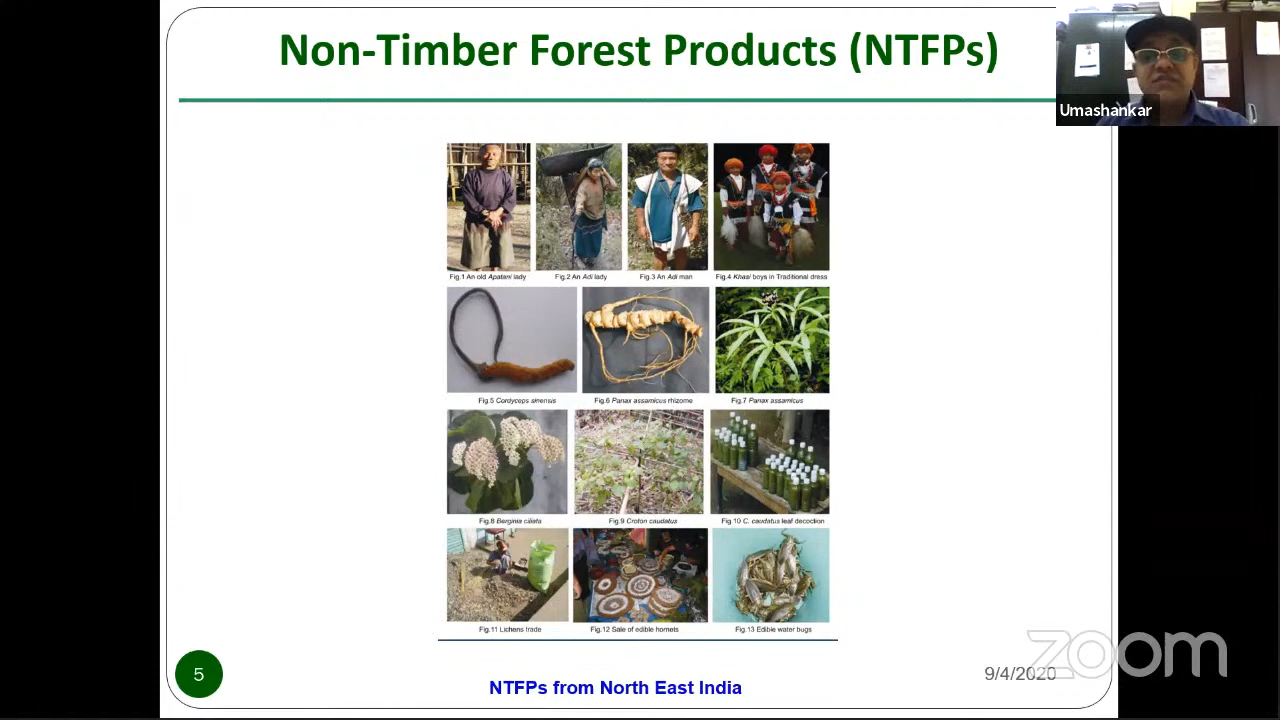 Non-Timber Forest Products (NTFPs)
Umashankar
Fig.1 An old Apatani lady
Fig.2 An Adi lady
Fig.3 An Adi man
Fig.4 Khasi boys in Traditional dress
Fig.5 Cordyceps sinensis
Fig.6 Panax assamicus rhizome
Fig.7 Panax assamicus
Fig.8 Berginia ciliata
Fig.9 Croton caudatus
Fig.10 C. caudatus leaf decoction
Fig.11 Lichens trade
Fig.12 Sale of edible hornets
Fig.13 Edible water bugs
5
NTFPs from North East India
9/4/2020
zoom